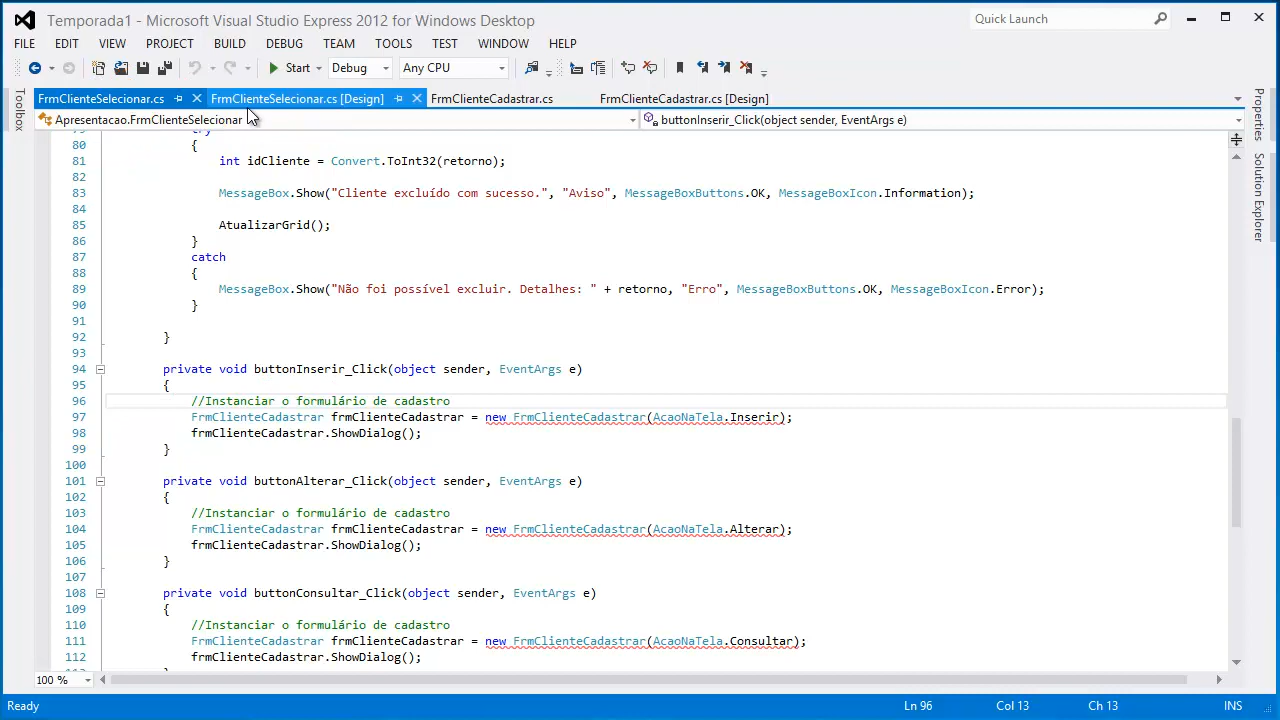 Temporada1 - Microsoft Visual Studio Express 2012 for Windows Desktop
Quick Launch
FILE EDIT VIEW PROJECT BUILD DEBUG TEAM TOOLS TEST WINDOW HELP
Start Debug Any CPU
Toolbox
FrmClienteSelecionar.cs FrmClienteSelecionar.cs [Design] FrmClienteCadastrar.cs FrmClienteCadastrar.cs [Design]
Properties
Solution Explorer
Apresentacao.FrmClienteSelecionar buttonInserir_Click(object sender, EventArgs e)
79 try
80 {
81 int idCliente = Convert.ToInt32(retorno);
82
83 MessageBox.Show("Cliente excluído com sucesso.", "Aviso", MessageBoxButtons.OK, MessageBoxIcon.Information);
84
85 AtualizarGrid();
86 }
87 catch
88 {
89 MessageBox.Show("Não foi possível excluir. Detalhes: " + retorno, "Erro", MessageBoxButtons.OK, MessageBoxIcon.Error);
90 }
91
92 }
93
94 private void buttonInserir_Click(object sender, EventArgs e)
95 {
96 //Instanciar o formulário de cadastro
97 FrmClienteCadastrar frmClienteCadastrar = new FrmClienteCadastrar(AcaoNaTela.Inserir);
98 frmClienteCadastrar.ShowDialog();
99 }
100
101 private void buttonAlterar_Click(object sender, EventArgs e)
102 {
103 //Instanciar o formulário de cadastro
104 FrmClienteCadastrar frmClienteCadastrar = new FrmClienteCadastrar(AcaoNaTela.Alterar);
105 frmClienteCadastrar.ShowDialog();
106 }
107
108 private void buttonConsultar_Click(object sender, EventArgs e)
109 {
110 //Instanciar o formulário de cadastro
111 FrmClienteCadastrar frmClienteCadastrar = new FrmClienteCadastrar(AcaoNaTela.Consultar);
112 frmClienteCadastrar.ShowDialog();
100 %
Ready Ln 96 Col 13 Ch 13 INS